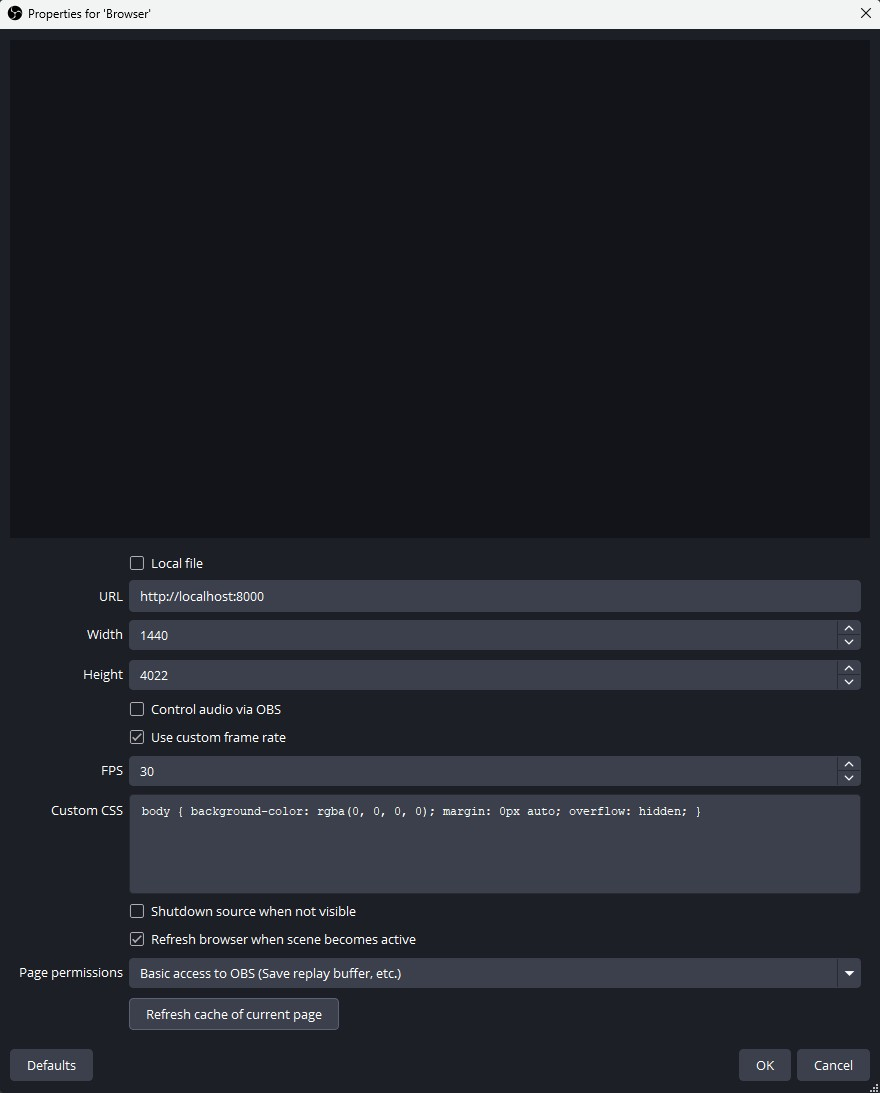 Properties for 'Browser'
Local file
URL http://localhost:8000
Width 1440
Height 4022
Control audio via OBS
Use custom frame rate
FPS 30
Custom CSS body { background-color: rgba(0, 0, 0, 0); margin: 0px auto; overflow: hidden; }
Shutdown source when not visible
Refresh browser when scene becomes active
Page permissions Basic access to OBS (Save replay buffer, etc.)
Refresh cache of current page
Defaults OK Cancel